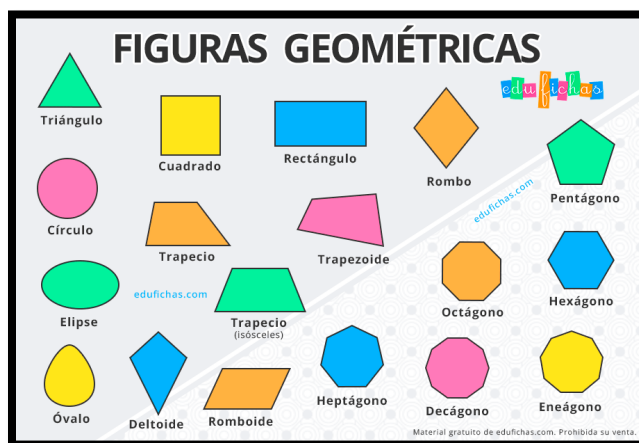 FIGURAS GEOMÉTRICAS
edufichas
Triángulo
Cuadrado
Rectángulo
Rombo
Pentágono
edufichas.com
Círculo
Trapecio
Trapezoide
Octágono
Hexágono
edufichas.com
Elipse
Trapecio
(isósceles)
Óvalo
Deltoide
Romboide
Heptágono
Decágono
Eneágono
Material gratuito de edufichas.com. Prohibida su venta.